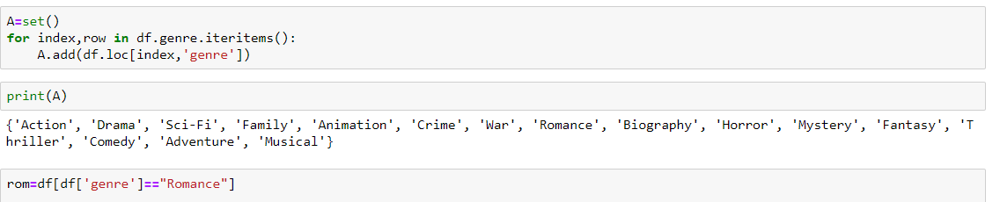 A=set()
for index,row in df.genre.iteritems():
    A.add(df.loc[index,'genre'])
print(A)
{'Action', 'Drama', 'Sci-Fi', 'Family', 'Animation', 'Crime', 'War', 'Romance', 'Biography', 'Horror', 'Mystery', 'Fantasy', 'T
hriller', 'Comedy', 'Adventure', 'Musical'}
rom=df[df['genre']=="Romance"]